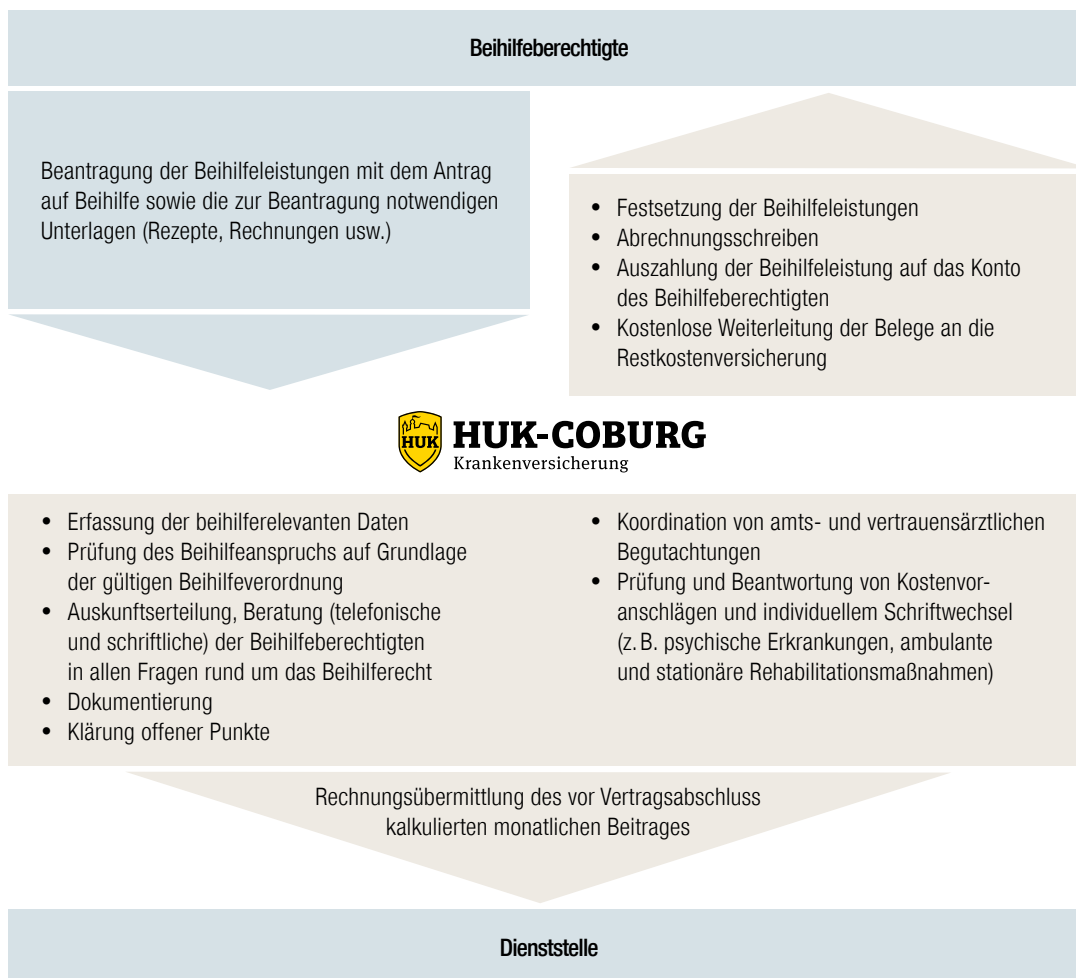 Beihilfeberechtigte
Beantragung der Beihilfeleistungen mit dem Antrag
auf Beihilfe sowie die zur Beantragung notwendigen
Unterlagen (Rezepte, Rechnungen usw.)
• Festsetzung der Beihilfeleistungen
• Abrechnungsschreiben
• Auszahlung der Beihilfeleistung auf das Konto
des Beihilfeberechtigten
• Kostenlose Weiterleitung der Belege an die
Restkostenversicherung
HUK
HUK-COBURG
Krankenversicherung
• Erfassung der beihilferelevanten Daten
• Prüfung des Beihilfeanspruchs auf Grundlage
der gültigen Beihilfeverordnung
• Auskunftserteilung, Beratung (telefonische
und schriftliche) der Beihilfeberechtigten
in allen Fragen rund um das Beihilferecht
• Dokumentierung
• Klärung offener Punkte
• Koordination von amts- und vertrauensärztlichen
Begutachtungen
• Prüfung und Beantwortung von Kostenvor-
anschlägen und individuellem Schriftwechsel
(z. B. psychische Erkrankungen, ambulante
und stationäre Rehabilitationsmaßnahmen)
Rechnungsübermittlung des vor Vertragsabschluss
kalkulierten monatlichen Beitrages
Dienststelle